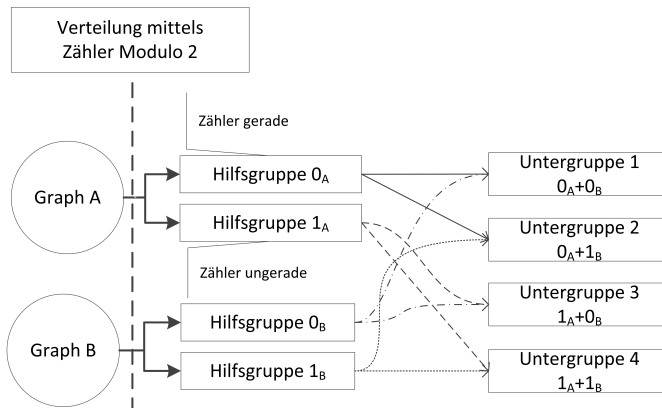 Verteilung mittels
Zähler Modulo 2
Zähler gerade
Graph A
Hilfsgruppe 0A
Hilfsgruppe 1A
Zähler ungerade
Graph B
Hilfsgruppe 0B
Hilfsgruppe 1B
Untergruppe 1
0A+0B
Untergruppe 2
0A+1B
Untergruppe 3
1A+0B
Untergruppe 4
1A+1B